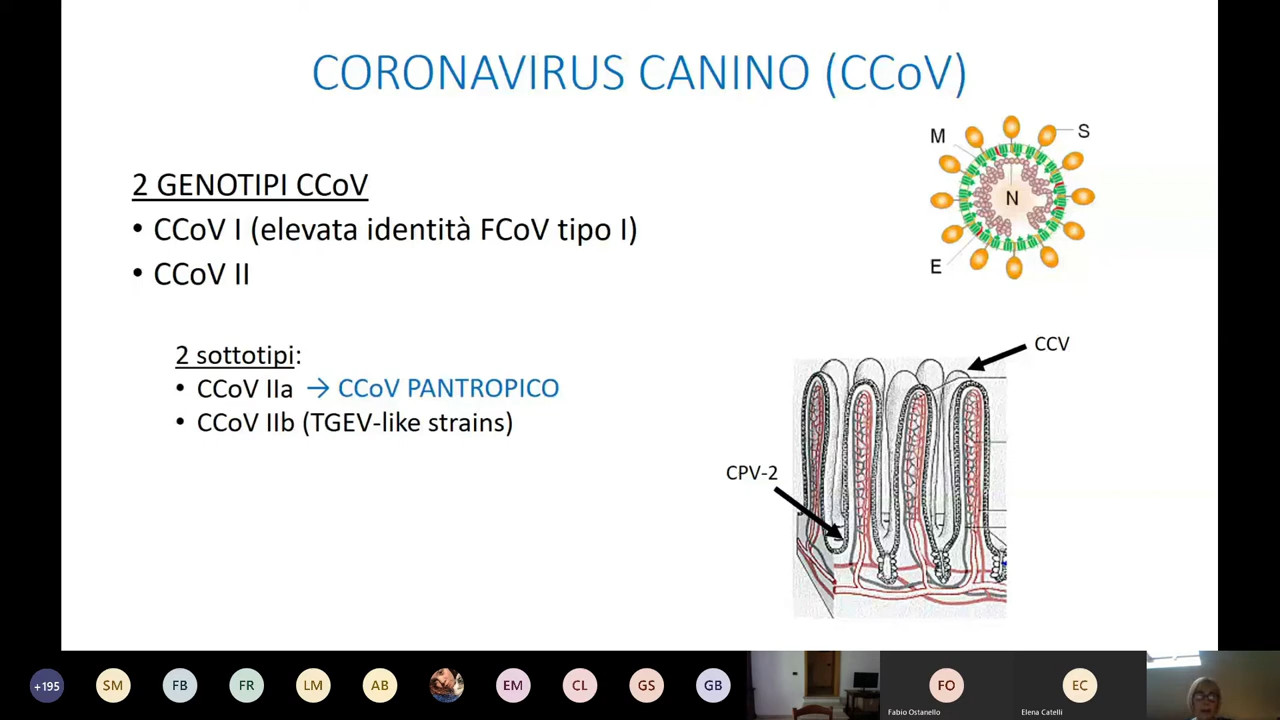 CORONAVIRUS CANINO (CCoV)
M
S
N
E
2 GENOTIPI CCoV
• CCoV I (elevata identità FCoV tipo I)
• CCoV II
2 sottotipi:
• CCoV IIa → CCoV PANTROPICO
• CCoV IIb (TGEV-like strains)
CCV
CPV-2
+195
SM
FB
FR
LM
AB
EM
CL
GS
GB
FO
EC
Fabio Ostanello
Elena Catelli